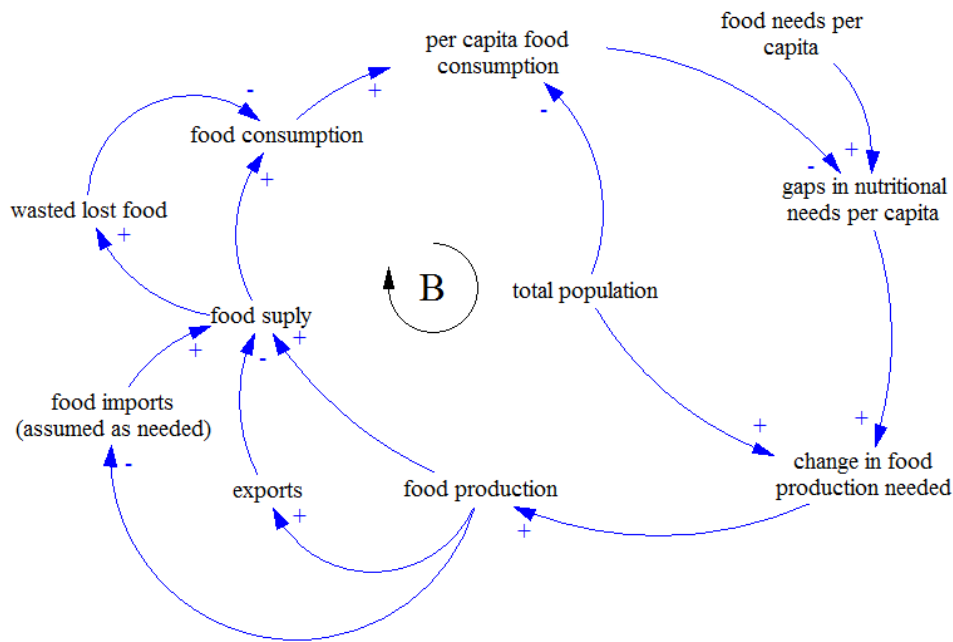 per capita food
consumption
food needs per
capita
-
+
-
food consumption
+
-
+
-
gaps in nutritional
needs per capita
wasted lost food
+
B
total population
food suply
+
-
+
food imports
(assumed as needed)
-
+
+
change in food
production needed
exports
+
food production
+